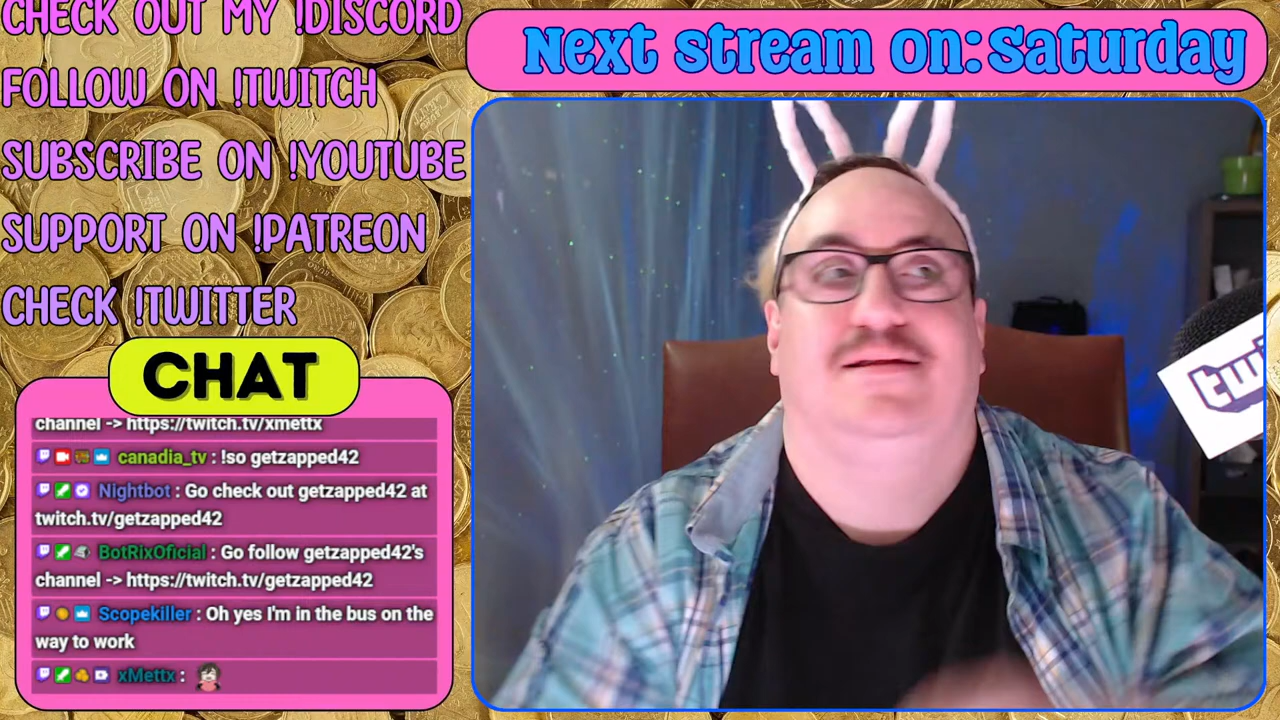 CHECK OUT MY !DISCORD
FOLLOW ON !TWITCH
SUBSCRIBE ON !YOUTUBE
SUPPORT ON !PATREON
CHECK !TWITTER
Next stream on: Saturday
CHAT
channel -> https://twitch.tv/xmettx
canadia_tv : !so getzapped42
Nightbot : Go check out getzapped42 at
twitch.tv/getzapped42
BotRixOficial : Go follow getzapped42's
channel -> https://twitch.tv/getzapped42
Scopekiller : Oh yes I'm in the bus on the
way to work
xMettx :